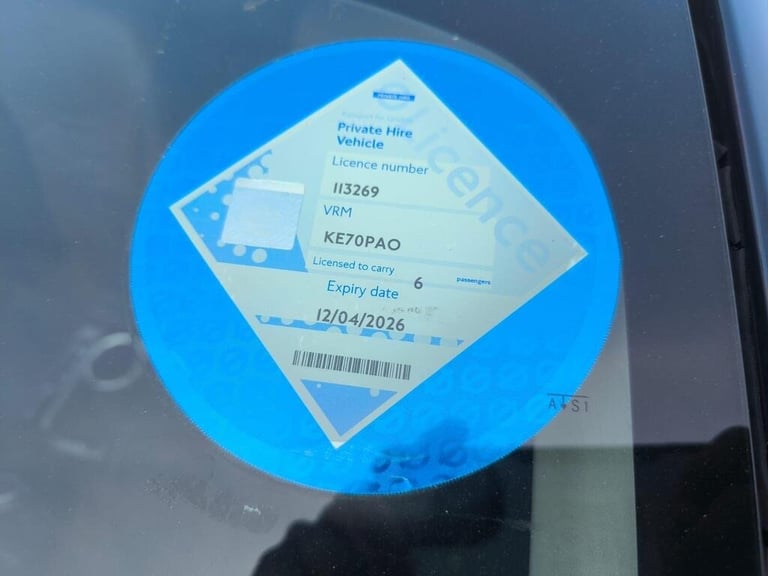 Private Hire
Vehicle
Licence number
113269
VRM
KE70PAO
Licensed to carry 6 passengers
Expiry date
12/04/2026
Licence
A S1